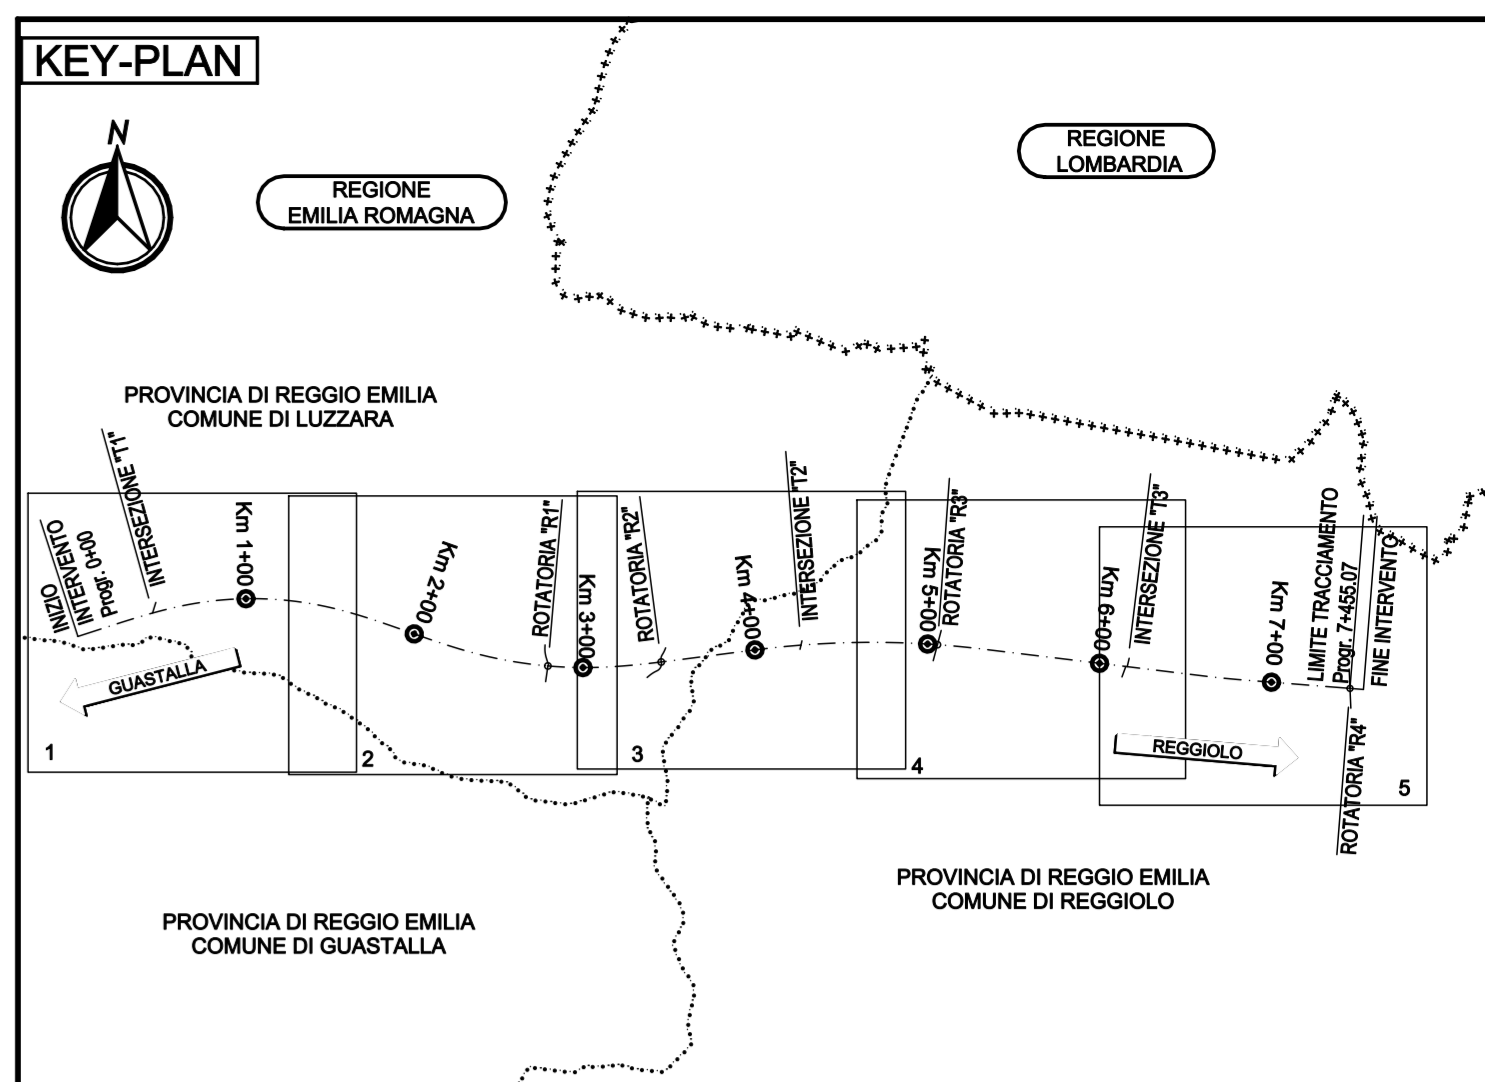 KEY-PLAN
N
REGIONE
EMILIA ROMAGNA
REGIONE
LOMBARDIA
PROVINCIA DI REGGIO EMILIA
COMUNE DI LUZZARA
INIZIO
INTERVENTO
Progr. 0+00
INTERSEZIONE "T1"
Km 1+00
Km 2+00
ROTATORIA "R1"
Km 3+00
ROTATORIA "R2"
Km 4+00
INTERSEZIONE "T2"
Km 5+00
ROTATORIA "R3"
Km 6+00
INTERSEZIONE "T3"
Km 7+00
LIMITE TRACCIAMENTO
Progr. 7+455.07
FINE INTERVENTO
ROTATORIA "R4"
GUASTALLA
REGGIOLO
1
2
3
4
5
PROVINCIA DI REGGIO EMILIA
COMUNE DI REGGIOLO
PROVINCIA DI REGGIO EMILIA
COMUNE DI GUASTALLA